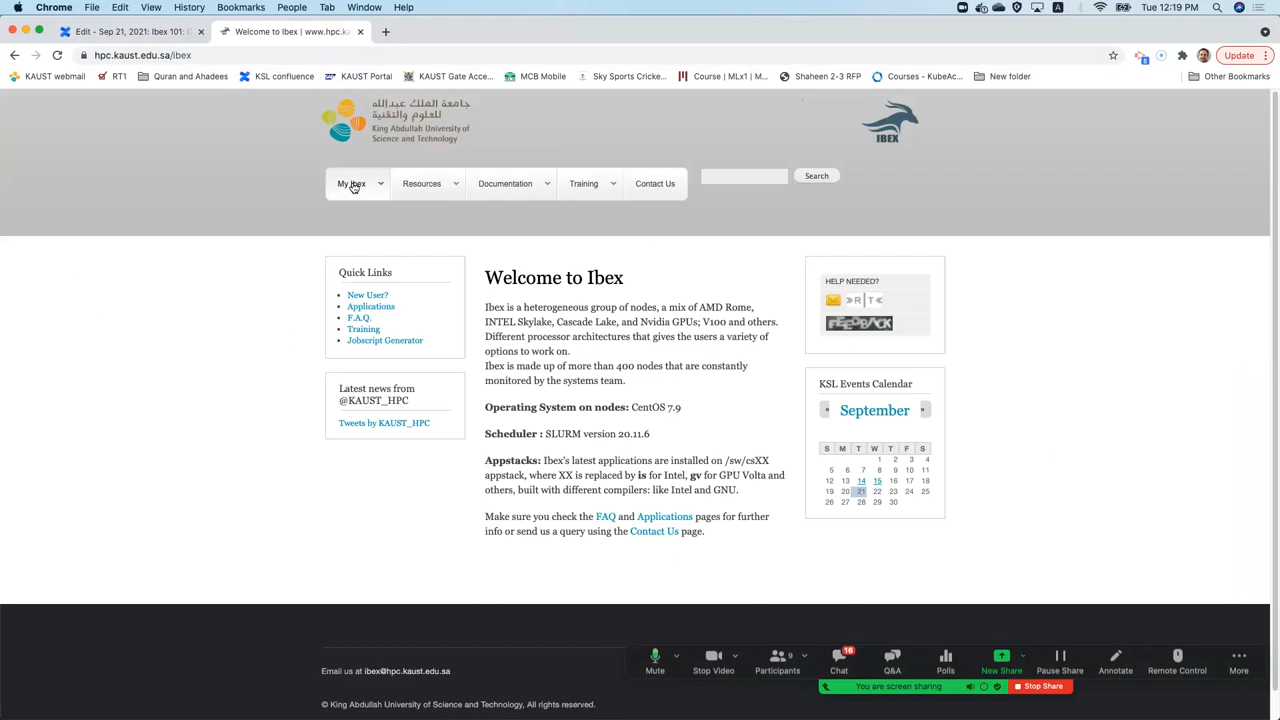 Chrome File Edit View History Bookmarks People Tab Window Help
Tue 12:19 PM
Edit - Sep 21, 2021: Ibex 101: G
Welcome to Ibex | www.hpc.ka
hpc.kaust.edu.sa/ibex
Update
KAUST webmail RT1 Quran and Ahadees KSL confluence KAUST Portal KAUST Gate Acce... MCB Mobile Sky Sports Cricke... Course | MLx1 | M... Shaheen 2-3 RFP Courses - KubeAc... New folder Other Bookmarks
جامعة الملك عبدالله
للعلوم والتقنية
King Abdullah University of
Science and Technology
IBEX
My Ibex Resources Documentation Training Contact Us Search
Quick Links
New User?
Applications
F.A.Q.
Training
Jobscript Generator
Latest news from
@KAUST_HPC
Tweets by KAUST_HPC
Welcome to Ibex
Ibex is a heterogeneous group of nodes, a mix of AMD Rome,
INTEL Skylake, Cascade Lake, and Nvidia GPUs; V100 and others.
Different processor architectures that gives the users a variety of
options to work on.
Ibex is made up of more than 400 nodes that are constantly
monitored by the systems team.
Operating System on nodes: CentOS 7.9
Scheduler : SLURM version 20.11.6
Appstacks: Ibex's latest applications are installed on /sw/csXX
appstack, where XX is replaced by is for Intel, gv for GPU Volta and
others, built with different compilers: like Intel and GNU.
Make sure you check the FAQ and Applications pages for further
info or send us a query using the Contact Us page.
HELP NEEDED?
»R|T«
FEEDBACK
KSL Events Calendar
« September »
S M T W T F S
1 2 3 4
5 6 7 8 9 10 11
12 13 14 15 16 17 18
19 20 21 22 23 24 25
26 27 28 29 30
Email us at ibex@hpc.kaust.edu.sa
© King Abdullah University of Science and Technology, All rights reserved.
9
16
Mute Stop Video Participants Chat Q&A Polls New Share Pause Share Annotate Remote Control More
You are screen sharing Stop Share